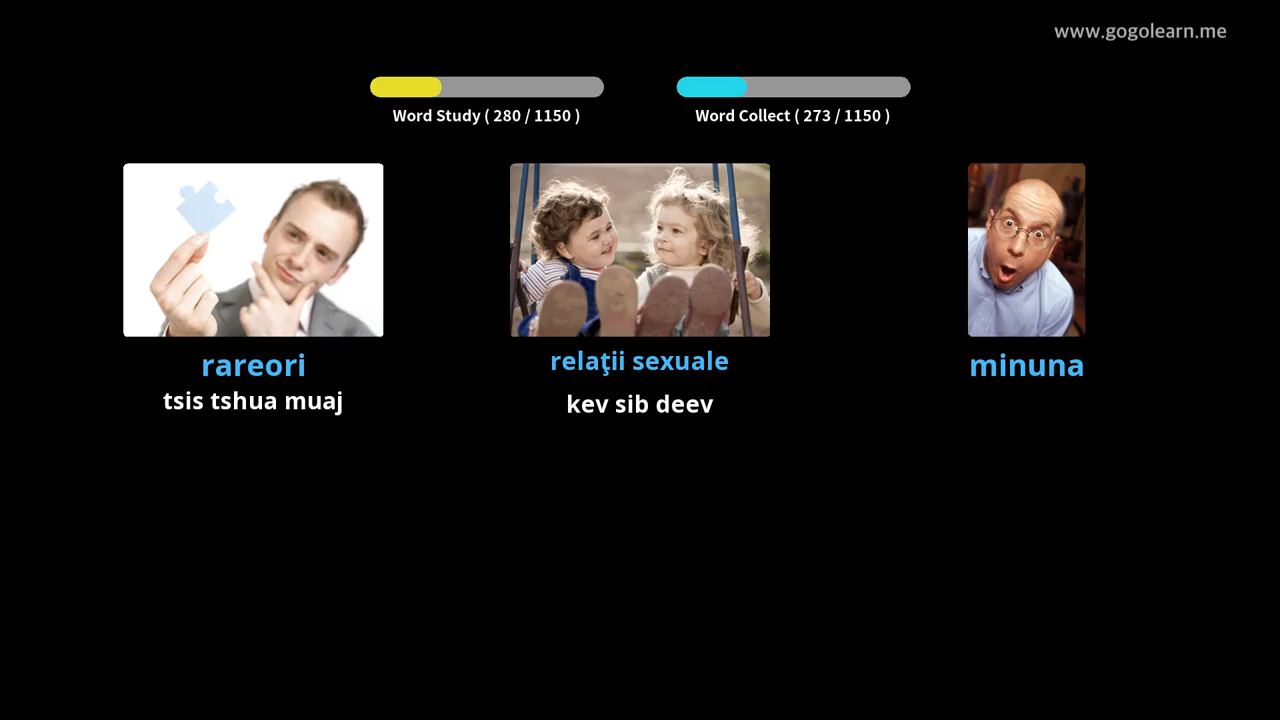 www.gogolearn.me
Word Study ( 280 / 1150 )
Word Collect ( 273 / 1150 )
rareori
relaţii sexuale
minuna
tsis tshua muaj
kev sib deev